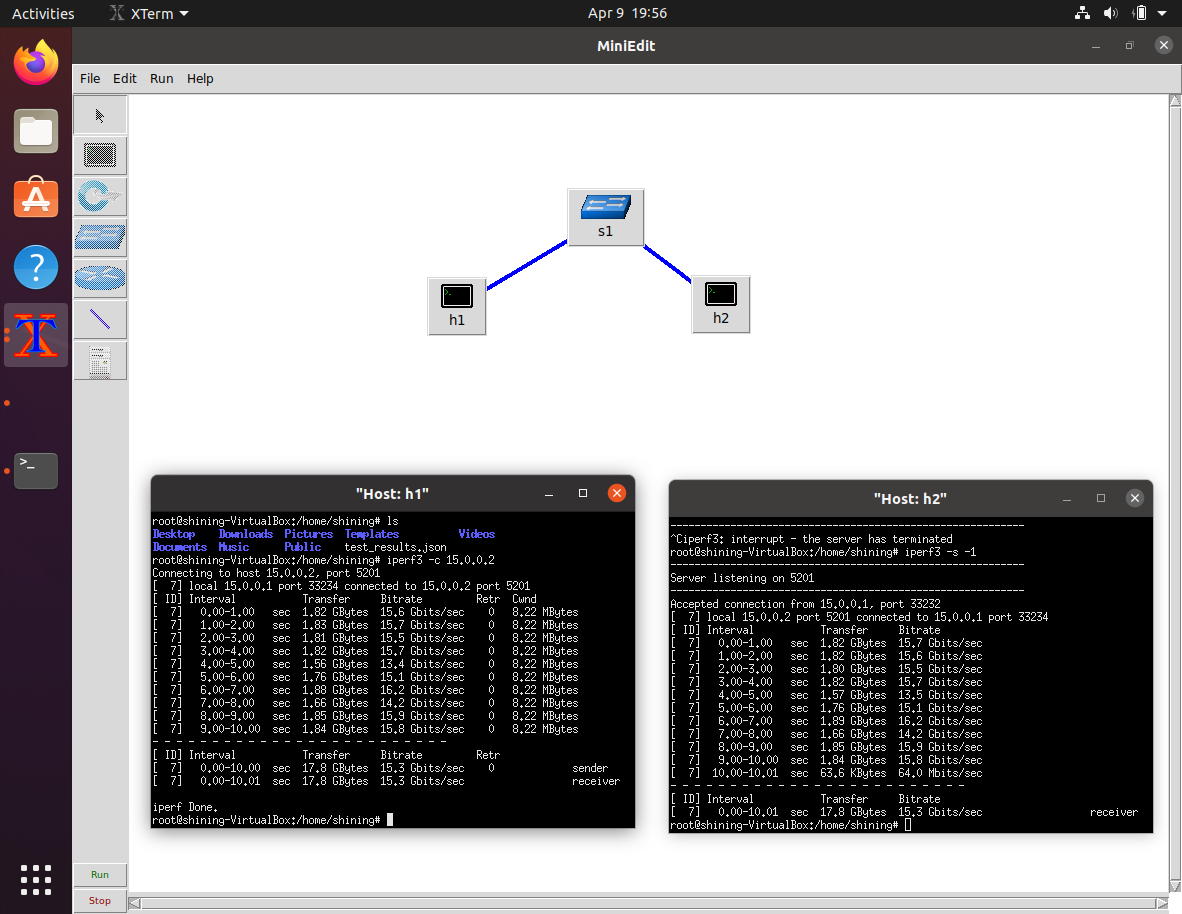 Activities XTerm Apr 9 19:56
MiniEdit
File Edit Run Help
s1
h1
h2
"Host: h1"
root@shining-VirtualBox:/home/shining# ls
Desktop Downloads Pictures Templates Videos
Documents Music Public test_results.json
root@shining-VirtualBox:/home/shining# iperf3 -c 15.0.0.2
Connecting to host 15.0.0.2, port 5201
[ 7] local 15.0.0.1 port 33234 connected to 15.0.0.2 port 5201
[ ID] Interval Transfer Bitrate Retr Cwnd
[ 7] 0.00-1.00 sec 1.82 GBytes 15.6 Gbits/sec 0 8.22 MBytes
[ 7] 1.00-2.00 sec 1.83 GBytes 15.7 Gbits/sec 0 8.22 MBytes
[ 7] 2.00-3.00 sec 1.81 GBytes 15.5 Gbits/sec 0 8.22 MBytes
[ 7] 3.00-4.00 sec 1.82 GBytes 15.7 Gbits/sec 0 8.22 MBytes
[ 7] 4.00-5.00 sec 1.56 GBytes 13.4 Gbits/sec 0 8.22 MBytes
[ 7] 5.00-6.00 sec 1.76 GBytes 15.1 Gbits/sec 0 8.22 MBytes
[ 7] 6.00-7.00 sec 1.88 GBytes 16.2 Gbits/sec 0 8.22 MBytes
[ 7] 7.00-8.00 sec 1.66 GBytes 14.2 Gbits/sec 0 8.22 MBytes
[ 7] 8.00-9.00 sec 1.85 GBytes 15.9 Gbits/sec 0 8.22 MBytes
[ 7] 9.00-10.00 sec 1.84 GBytes 15.8 Gbits/sec 0 8.22 MBytes
- - - - - - - - - - - - - - - - - - - - - - - - -
[ ID] Interval Transfer Bitrate Retr
[ 7] 0.00-10.00 sec 17.8 GBytes 15.3 Gbits/sec 0 sender
[ 7] 0.00-10.01 sec 17.8 GBytes 15.3 Gbits/sec receiver
iperf Done.
root@shining-VirtualBox:/home/shining#
"Host: h2"
-----------------------------------------------------------
^Ciperf3: interrupt - the server has terminated
root@shining-VirtualBox:/home/shining# iperf3 -s -1
-----------------------------------------------------------
Server listening on 5201
-----------------------------------------------------------
Accepted connection from 15.0.0.1, port 33232
[ 7] local 15.0.0.2 port 5201 connected to 15.0.0.1 port 33234
[ ID] Interval Transfer Bitrate
[ 7] 0.00-1.00 sec 1.82 GBytes 15.7 Gbits/sec
[ 7] 1.00-2.00 sec 1.82 GBytes 15.6 Gbits/sec
[ 7] 2.00-3.00 sec 1.80 GBytes 15.5 Gbits/sec
[ 7] 3.00-4.00 sec 1.82 GBytes 15.7 Gbits/sec
[ 7] 4.00-5.00 sec 1.57 GBytes 13.5 Gbits/sec
[ 7] 5.00-6.00 sec 1.76 GBytes 15.1 Gbits/sec
[ 7] 6.00-7.00 sec 1.89 GBytes 16.2 Gbits/sec
[ 7] 7.00-8.00 sec 1.66 GBytes 14.2 Gbits/sec
[ 7] 8.00-9.00 sec 1.85 GBytes 15.9 Gbits/sec
[ 7] 9.00-10.00 sec 1.84 GBytes 15.8 Gbits/sec
[ 7] 10.00-10.01 sec 63.6 KBytes 64.0 Mbits/sec
- - - - - - - - - - - - - - - - - - - - - - - - -
[ ID] Interval Transfer Bitrate
[ 7] 0.00-10.01 sec 17.8 GBytes 15.3 Gbits/sec receiver
root@shining-VirtualBox:/home/shining#
Run
Stop